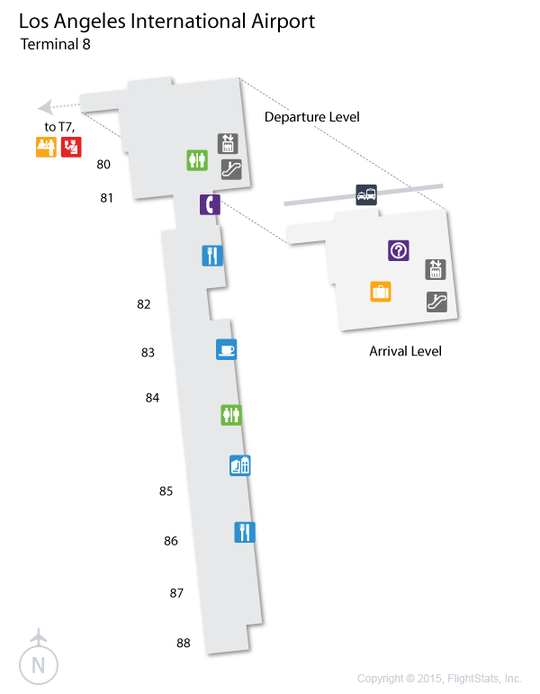 Los Angeles International Airport
Terminal 8
to T7,
Departure Level
80
81
?
82
83
Arrival Level
84
85
86
87
88
N
Copyright © 2015, FlightStats, Inc.